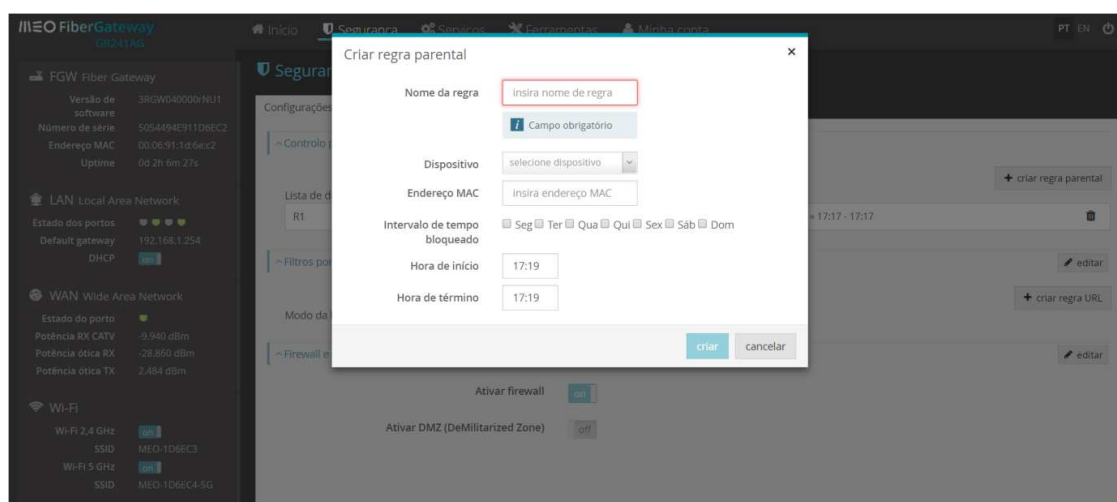 MEO FiberGateway
GR241AG
Início Segurança Serviços Ferramentas Minha conta
PT EN
FGW Fiber Gateway
Versão de software 3RGW040000rNU1
Número de série 5054494E911D6EC2
Endereço MAC 00:06:91:1d:6e:c2
Uptime 0d 2h 6m 27s
LAN Local Area Network
Estado dos portos
Default gateway 192.168.1.254
DHCP on
WAN Wide Area Network
Estado do porto
Potência RX CATV -9.940 dBm
Potência ótica RX -28.860 dBm
Potência ótica TX 2.484 dBm
Wi-Fi
Wi-Fi 2,4 GHz on
SSID MEO-1D6EC3
Wi-Fi 5 GHz on
SSID MEO-1D6EC4-5G
Segurar
Configurações
Controlo p
+ criar regra parental
Lista de d
R1
» 17:17 - 17:17
Filtros por
editar
+ criar regra URL
Modo da
Firewall e
editar
Ativar firewall on
Ativar DMZ (DeMilitarized Zone) off
Criar regra parental ×
Nome da regra insira nome de regra
i Campo obrigatório
Dispositivo selecione dispositivo
Endereço MAC insira endereço MAC
Intervalo de tempo bloqueado Seg Ter Qua Qui Sex Sáb Dom
Hora de início 17:19
Hora de término 17:19
criar cancelar